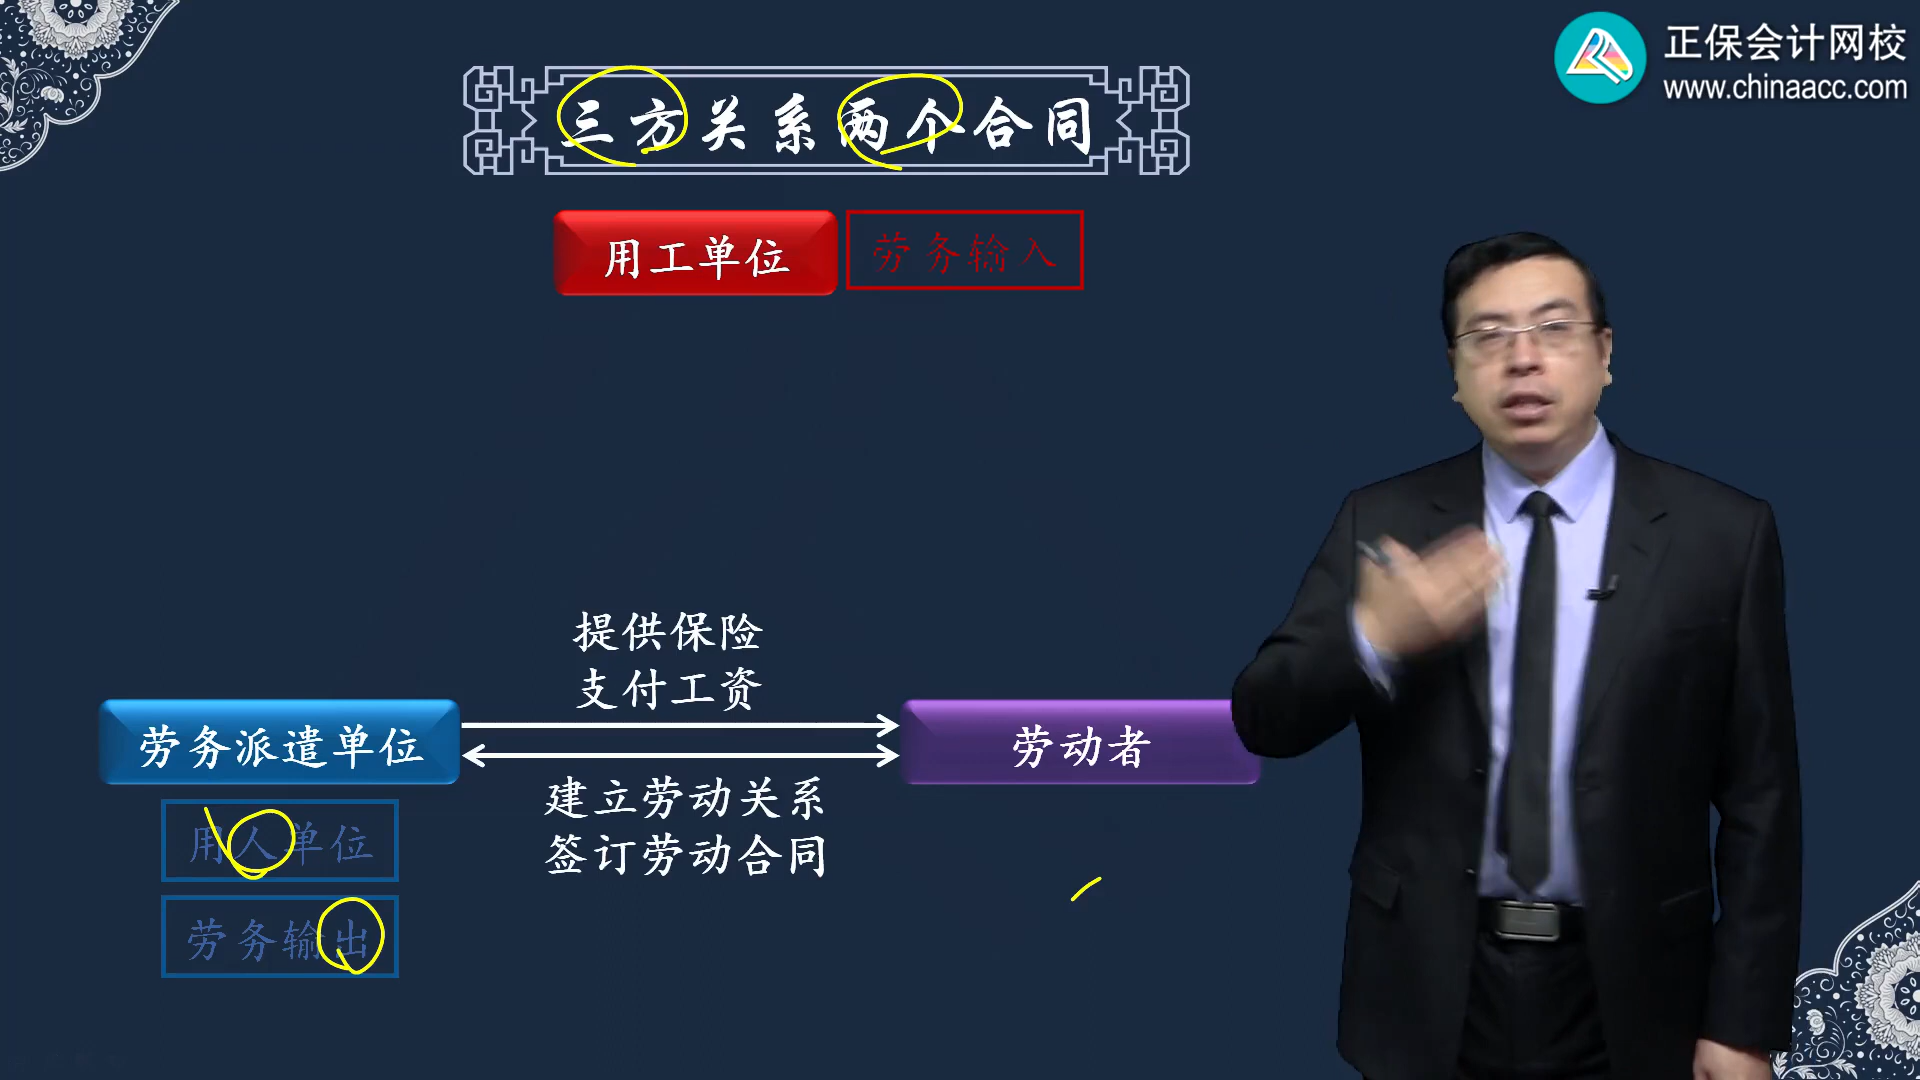 正保会计网校
www.chinaacc.com
三方关系两个合同
用工单位
劳务输入
提供保险
支付工资
劳务派遣单位
劳动者
建立劳动关系
签订劳动合同
用人单位
劳务输出